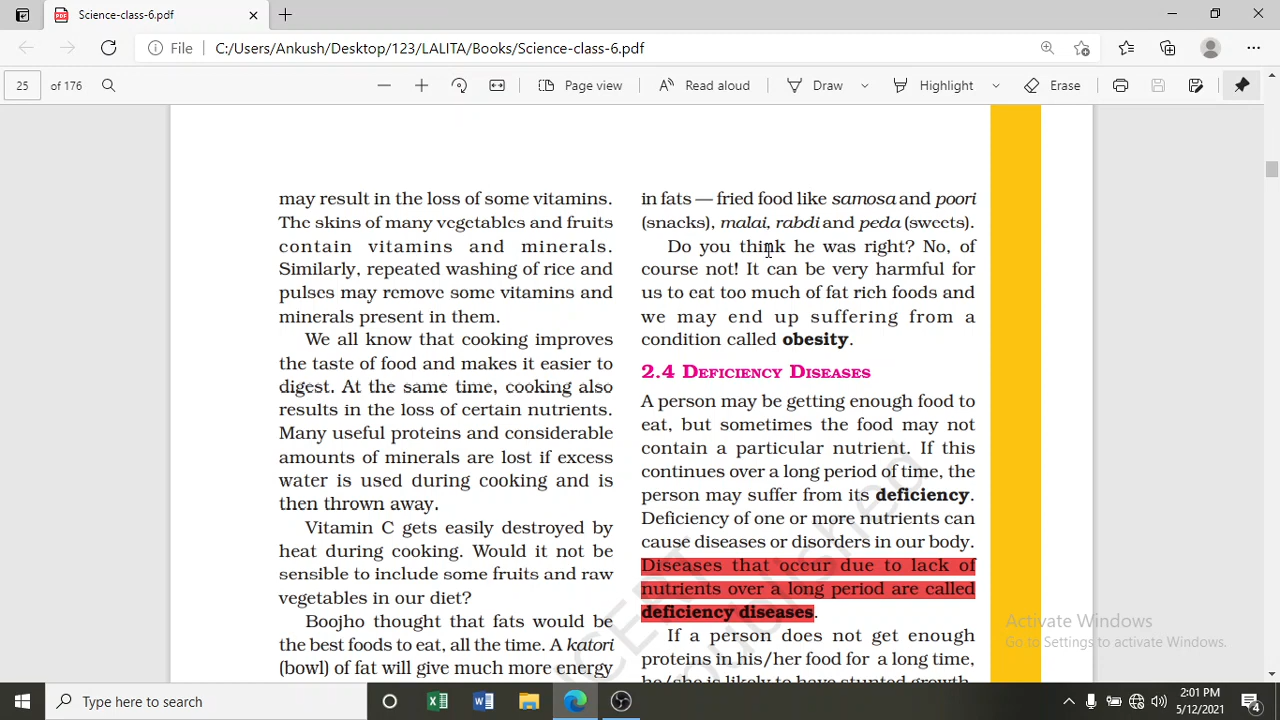 Science-class-6.pdf
File
C:/Users/Ankush/Desktop/123/LALITA/Books/Science-class-6.pdf
25 of 176
Page view
Read aloud
Draw
Highlight
Erase
may result in the loss of some vitamins.
The skins of many vegetables and fruits
contain vitamins and minerals.
Similarly, repeated washing of rice and
pulses may remove some vitamins and
minerals present in them.
We all know that cooking improves
the taste of food and makes it easier to
digest. At the same time, cooking also
results in the loss of certain nutrients.
Many useful proteins and considerable
amounts of minerals are lost if excess
water is used during cooking and is
then thrown away.
Vitamin C gets easily destroyed by
heat during cooking. Would it not be
sensible to include some fruits and raw
vegetables in our diet?
Boojho thought that fats would be
the best foods to eat, all the time. A katori
(bowl) of fat will give much more energy
in fats — fried food like samosa and poori
(snacks), malai, rabdi and peda (sweets).
Do you think he was right? No, of
course not! It can be very harmful for
us to eat too much of fat rich foods and
we may end up suffering from a
condition called obesity.
2.4 Deficiency Diseases
A person may be getting enough food to
eat, but sometimes the food may not
contain a particular nutrient. If this
continues over a long period of time, the
person may suffer from its deficiency.
Deficiency of one or more nutrients can
cause diseases or disorders in our body.
Diseases that occur due to lack of
nutrients over a long period are called
deficiency diseases.
If a person does not get enough
proteins in his/her food for a long time,
he/she is likely to have stunted growth,
Activate Windows
Go to Settings to activate Windows.
Type here to search
2:01 PM
5/12/2021
4